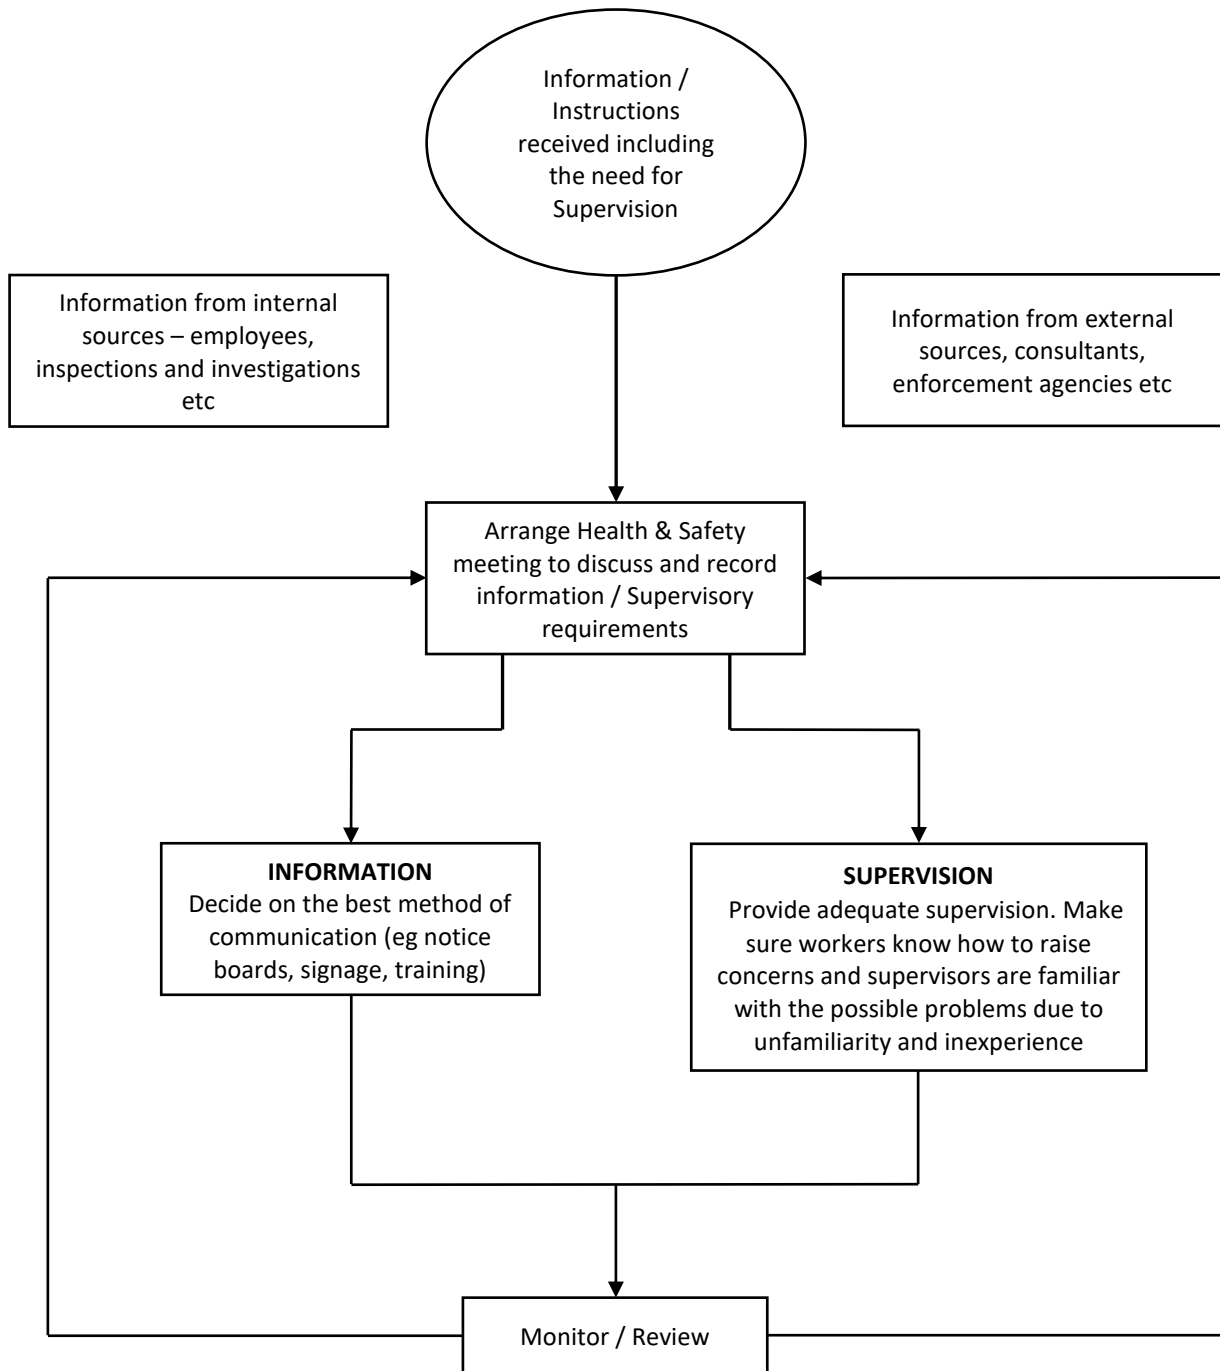 Information /
Instructions
received including
the need for
Supervision
Information from internal
sources – employees,
inspections and investigations
etc
Information from external
sources, consultants,
enforcement agencies etc
Arrange Health & Safety
meeting to discuss and record
information / Supervisory
requirements
INFORMATION
Decide on the best method of
communication (eg notice
boards, signage, training)
SUPERVISION
Provide adequate supervision. Make
sure workers know how to raise
concerns and supervisors are familiar
with the possible problems due to
unfamiliarity and inexperience
Monitor / Review